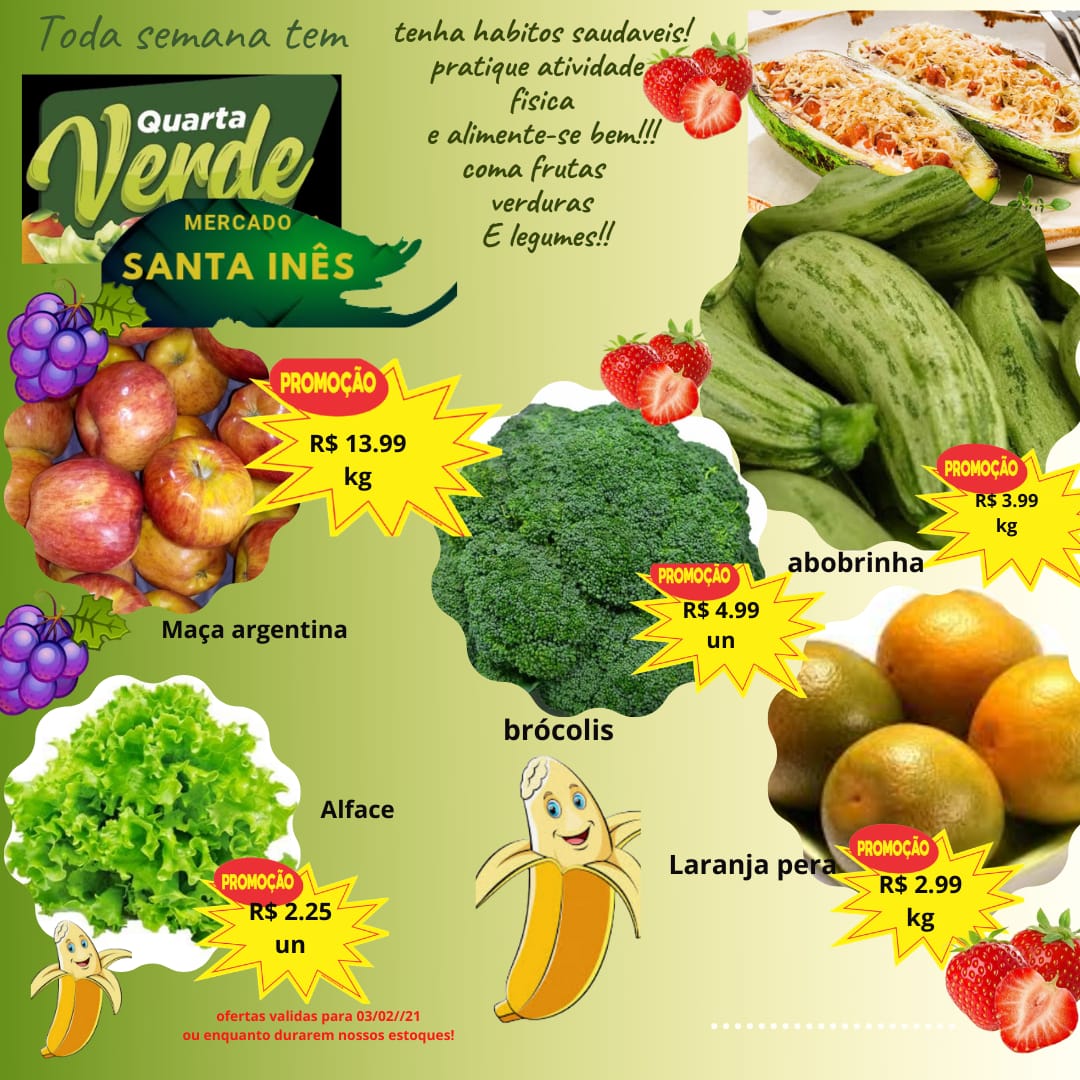 Toda semana tem
Quarta
Verde
MERCADO
SANTA INÊS
tenha habitos saudaveis!
pratique atividade
fisica
e alimente-se bem!!!
coma frutas
verduras
E legumes!!
PROMOÇÃO
R$ 13.99
kg
Maça argentina
PROMOÇÃO
R$ 4.99
un
brócolis
PROMOÇÃO
R$ 3.99
kg
abobrinha
Alface
PROMOÇÃO
R$ 2.25
un
Laranja pera
PROMOÇÃO
R$ 2.99
kg
ofertas validas para 03/02//21
ou enquanto durarem nossos estoques!